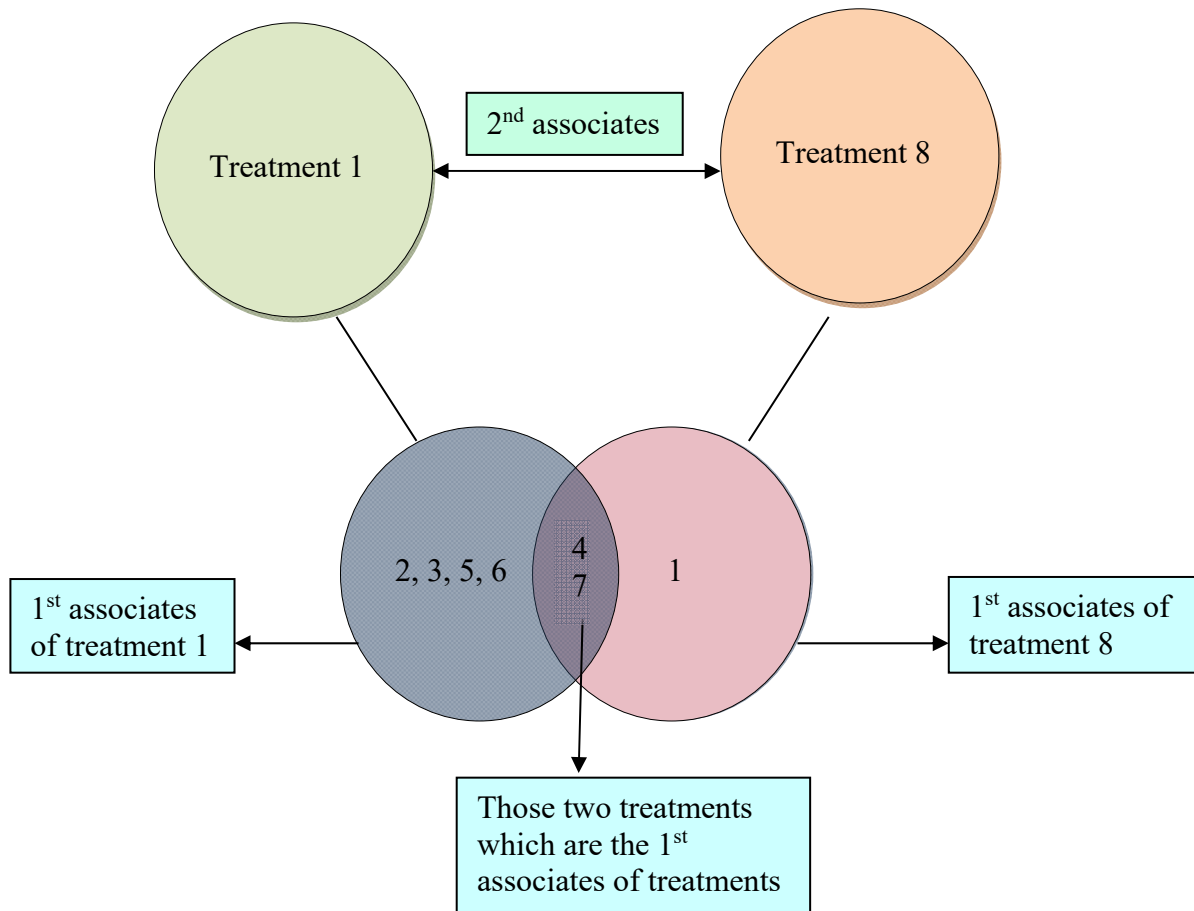 2nd associates
Treatment 1
Treatment 8
2, 3, 5, 6
4
7
1
1st associates
of treatment 1
1st associates of
treatment 8
Those two treatments
which are the 1st
associates of treatments